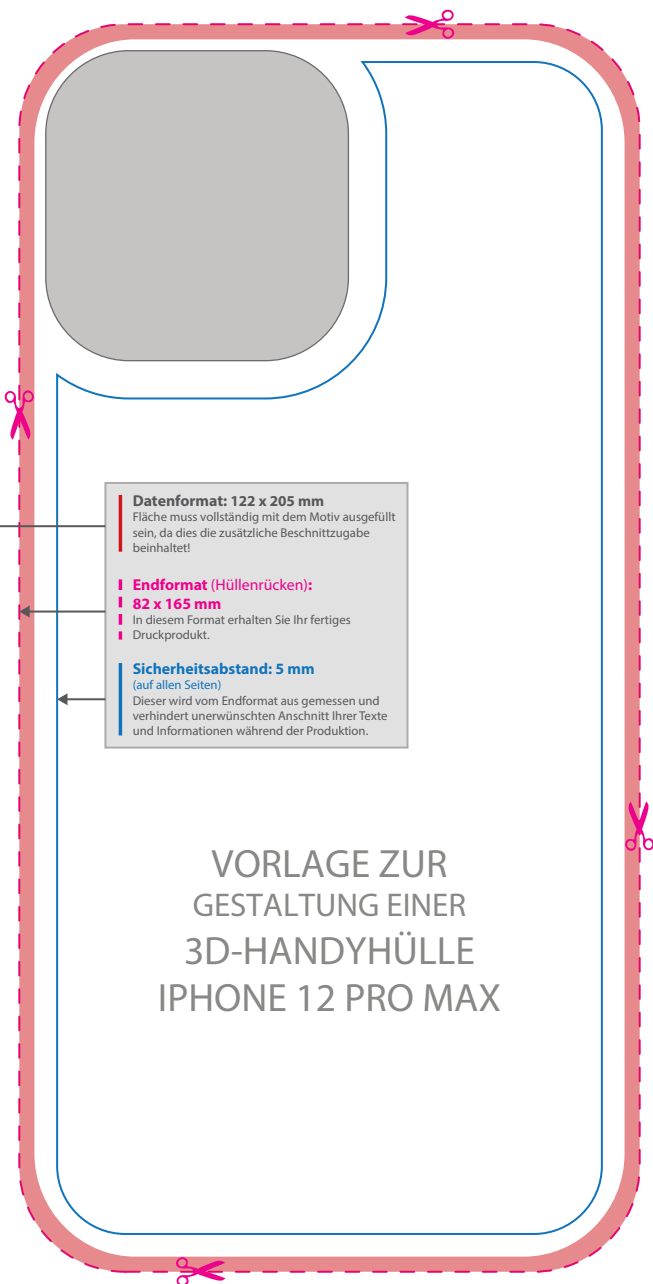 Datenformat: 122 x 205 mm
Fläche muss vollständig mit dem Motiv ausgefüllt
sein, da dies die zusätzliche Beschnittzugabe
beinhaltet!
Endformat (Hüllenrücken):
82 x 165 mm
In diesem Format erhalten Sie Ihr fertiges
Druckprodukt.
Sicherheitsabstand: 5 mm
(auf allen Seiten)
Dieser wird vom Endformat aus gemessen und
verhindert unerwünschten Anschnitt Ihrer Texte
und Informationen während der Produktion.
VORLAGE ZUR
GESTALTUNG EINER
3D-HANDYHÜLLE
IPHONE 12 PRO MAX